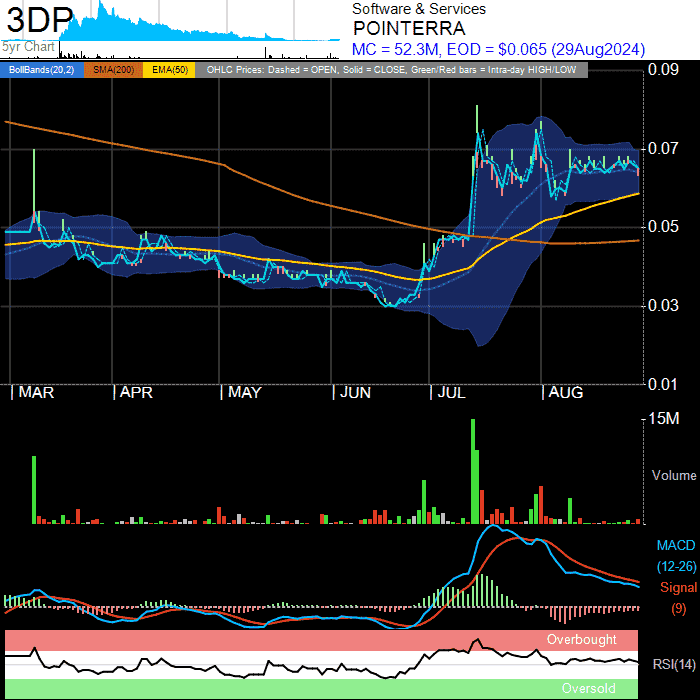 3DP
5yr Chart
Software & Services
POINTERRA
MC = 52.3M, EOD = $0.065 (29Aug2024)
BollBands(20,2) SMA(200) EMA(50) OHLC Prices: Dashed = OPEN, Solid = CLOSE, Green/Red bars = Intra-day HIGH/LOW
0.09
0.07
0.05
0.03
0.01
MAR APR MAY JUN JUL AUG
15M
Volume
MACD
(12-26)
Signal
(9)
Overbought
RSI(14)
Oversold